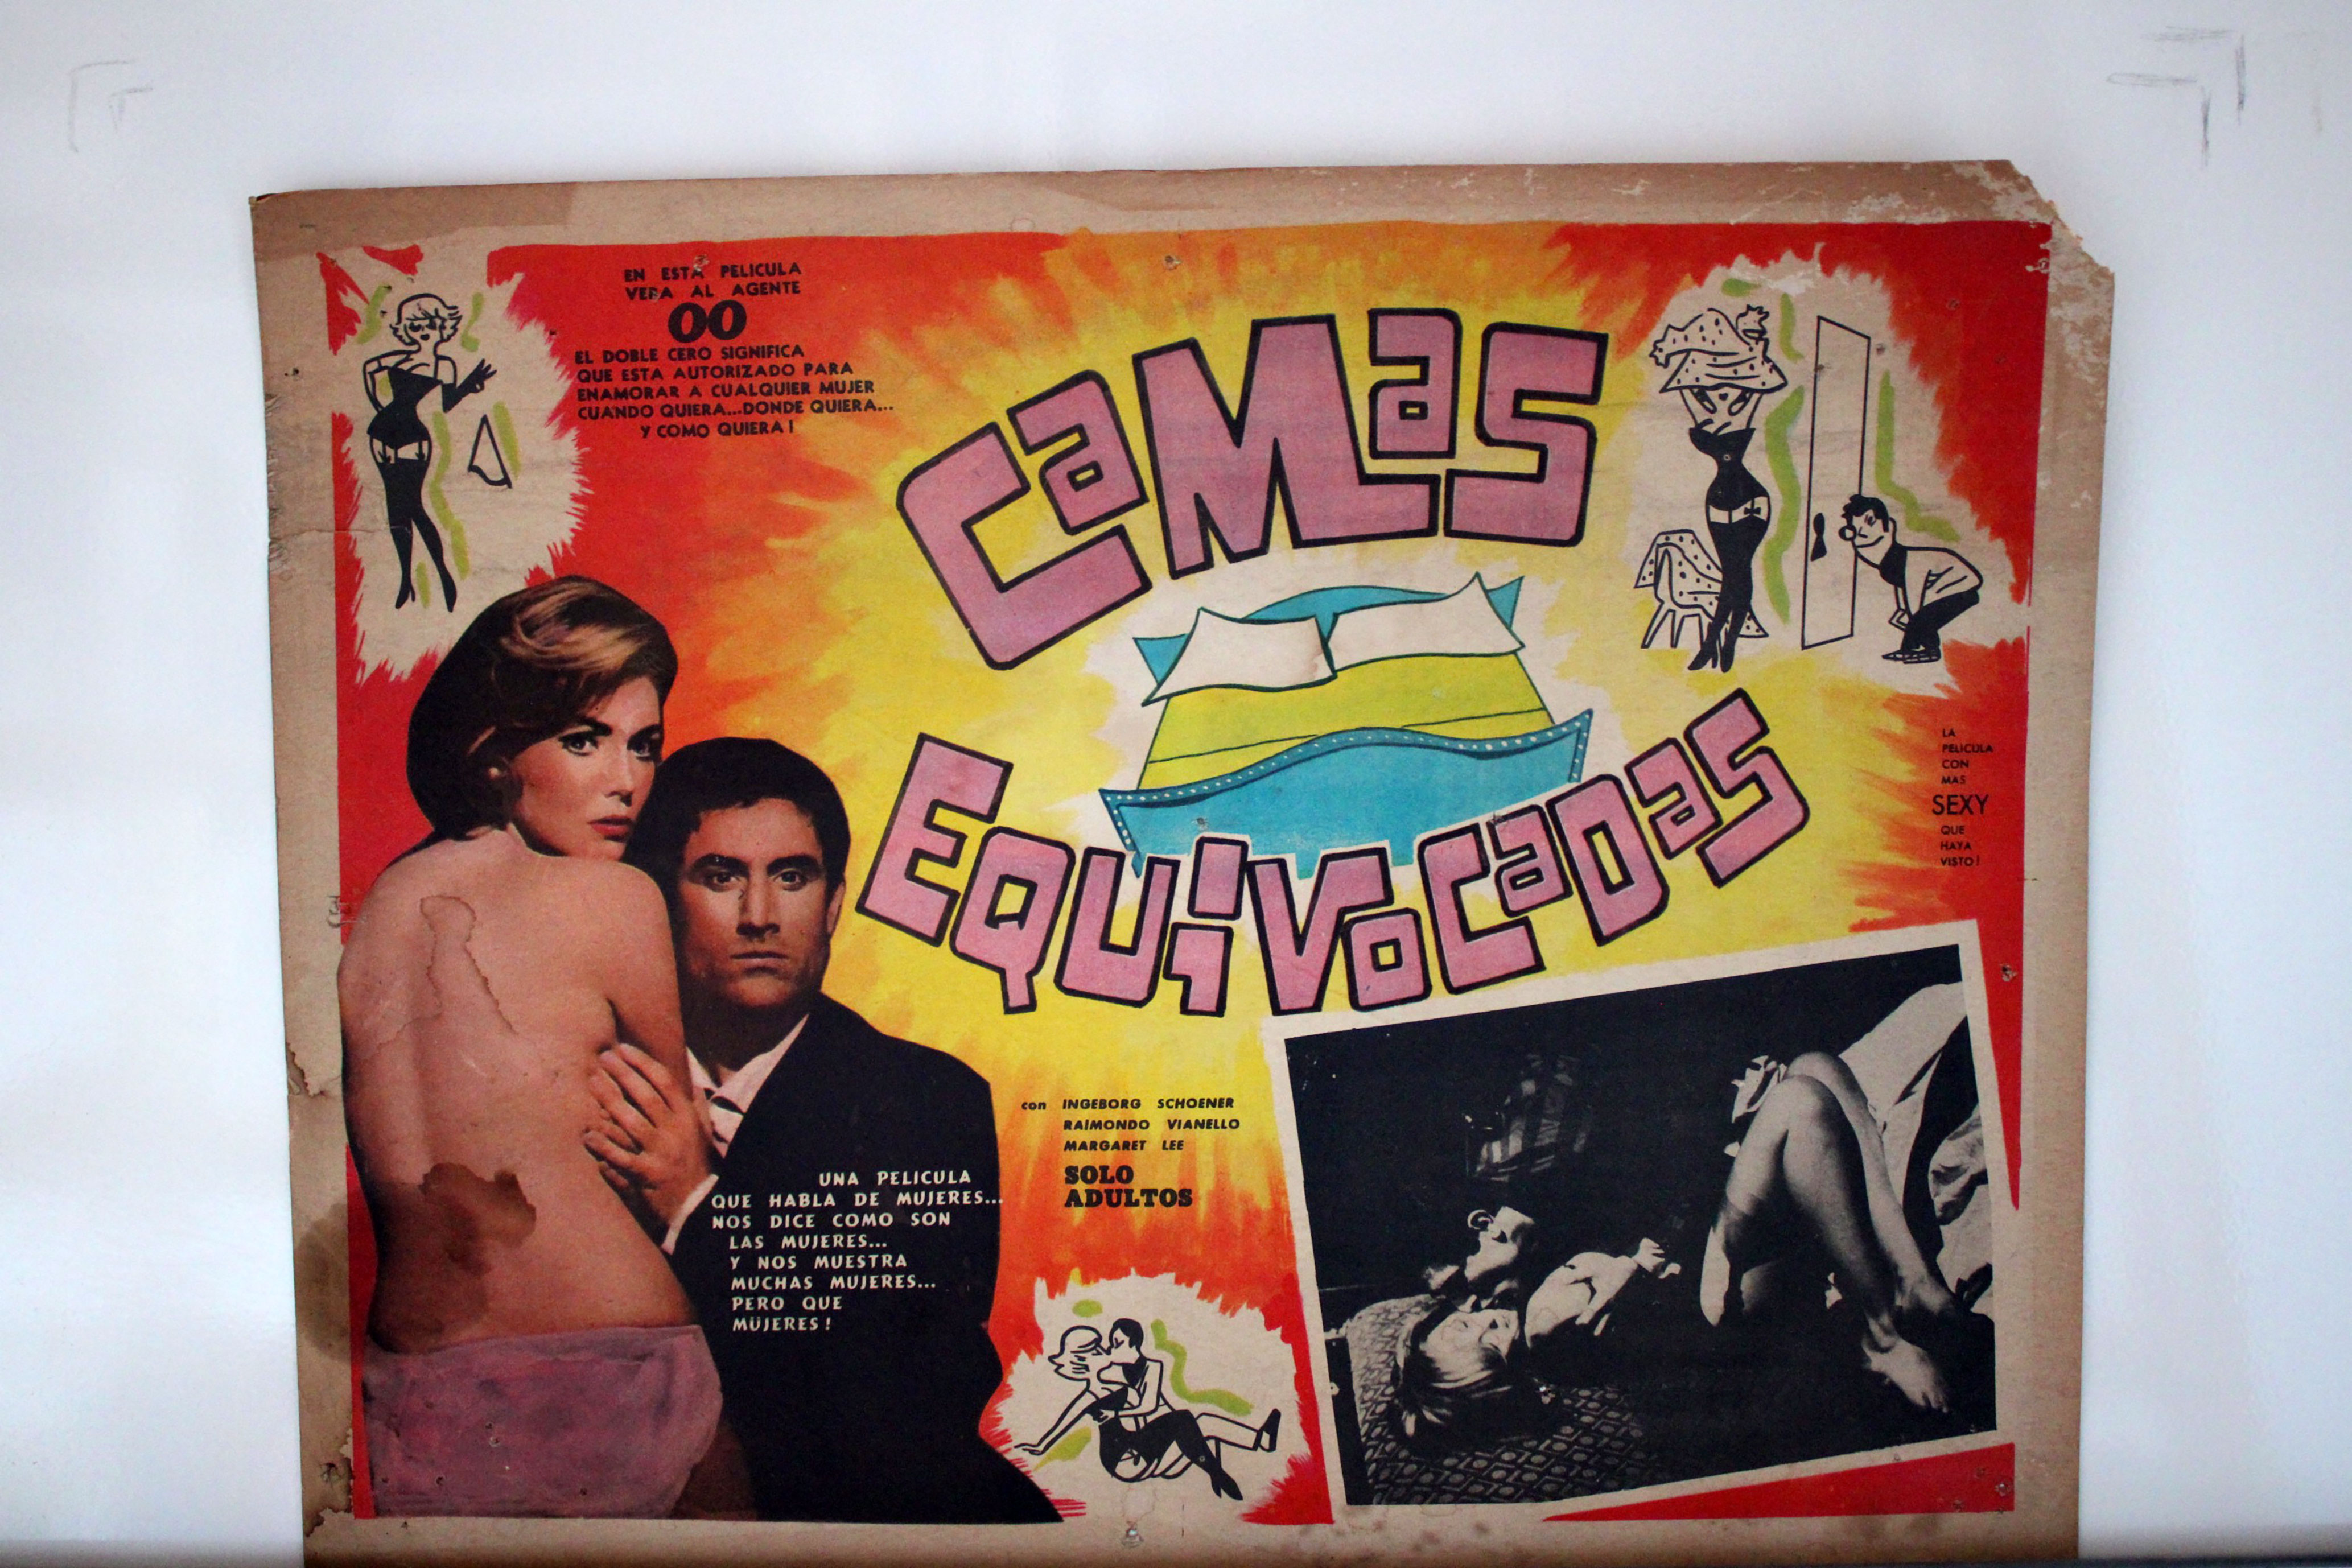 EN ESTA PELICULA
VERA AL AGENTE
00
EL DOBLE CERO SIGNIFICA
QUE ESTA AUTORIZADO PARA
ENAMORAR A CUALQUIER MUJER
CUANDO QUIERA...DONDE QUIERA...
Y COMO QUIERA!
CaMaS
EQUiVoCaDaS
LA
PELICULA
CON
MAS
SEXY
QUE
HAYA
VISTO!
con INGEBORG SCHOENER
RAIMONDO VIANELLO
MARGARET LEE
SOLO
ADULTOS
UNA PELICULA
QUE HABLA DE MUJERES...
NOS DICE COMO SON
LAS MUJERES...
Y NOS MUESTRA
MUCHAS MUJERES...
PERO QUE
MUJERES!